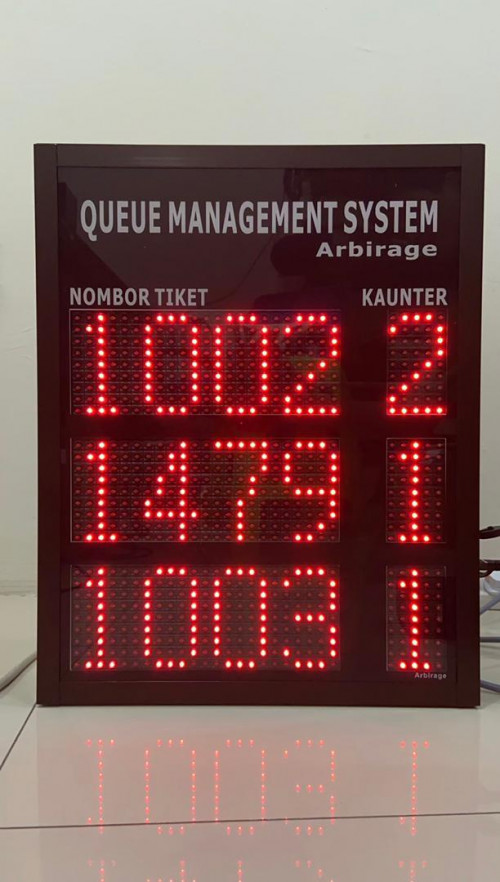 QUEUE MANAGEMENT SYSTEM
Arbirage
NOMBOR TIKET KAUNTER
1002 2
1479 1
1003 1
Arbirage